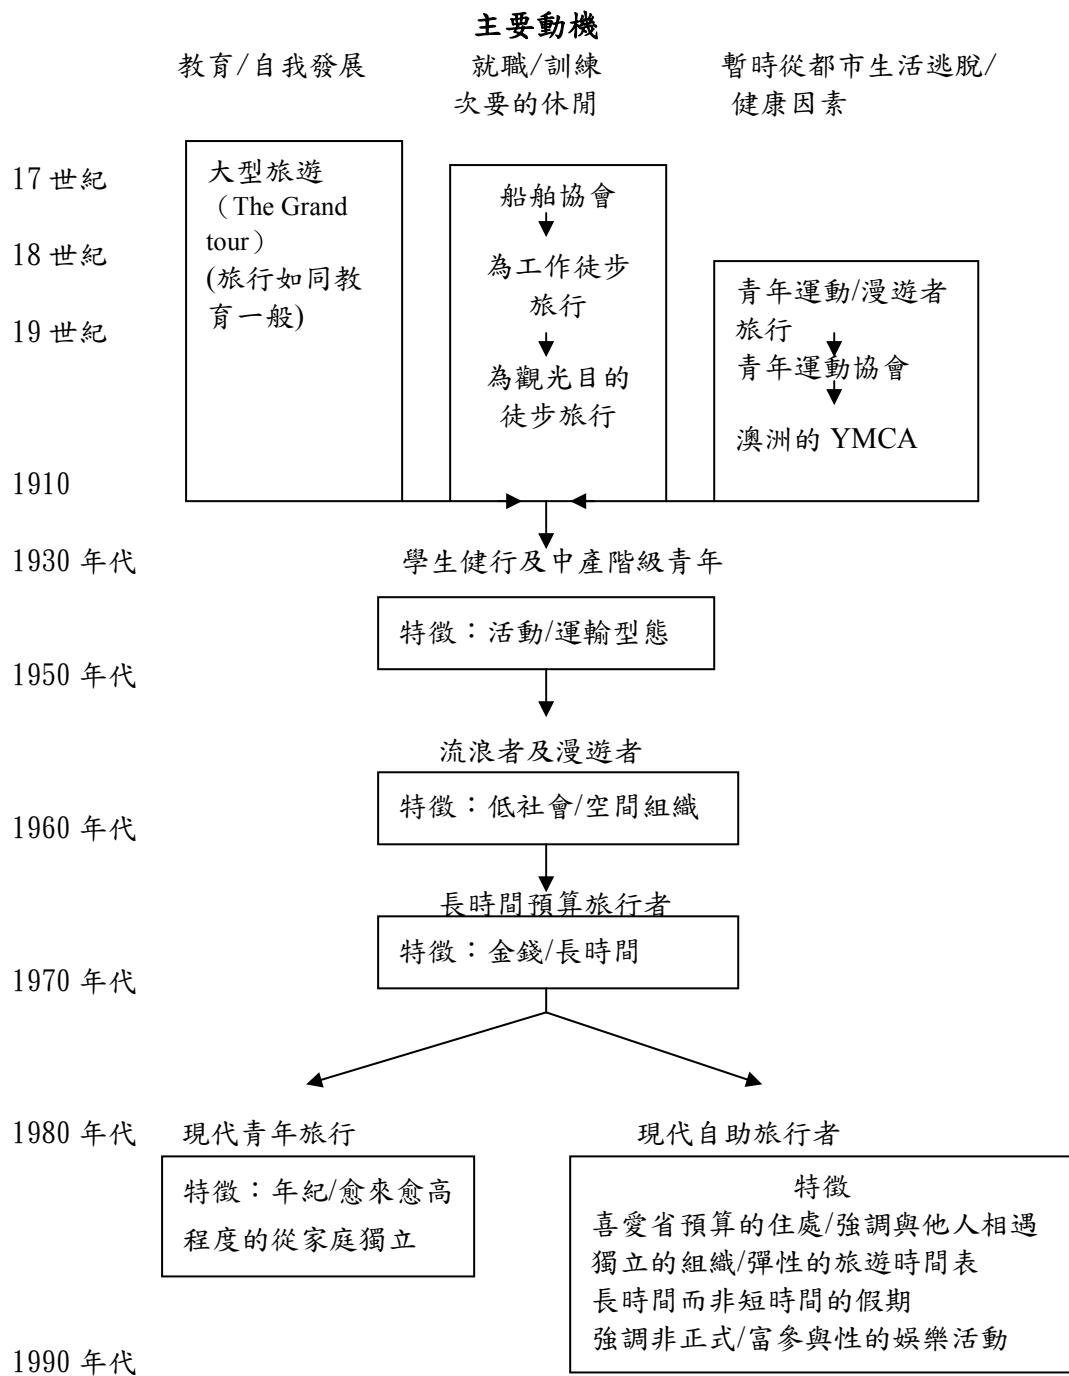 主要動機
教育/自我發展
就職/訓練
次要的休閒
暫時從都市生活逃脫/
健康因素
17 世紀
大型旅遊
（The Grand
tour）
(旅行如同教
育一般)
船舶協會
為工作徒步
旅行
為觀光目的
徒步旅行
18 世紀
青年運動/漫遊者
旅行
青年運動協會
澳洲的 YMCA
19 世紀
1910
1930 年代
學生健行及中產階級青年
特徵：活動/運輸型態
1950 年代
流浪者及漫遊者
特徵：低社會/空間組織
1960 年代
長時間預算旅行者
特徵：金錢/長時間
1970 年代
1980 年代
現代青年旅行
特徵：年紀/愈來愈高
程度的從家庭獨立
現代自助旅行者
特徵
喜愛省預算的住處/強調與他人相遇
獨立的組織/彈性的旅遊時間表
長時間而非短時間的假期
強調非正式/富參與性的娛樂活動
1990 年代